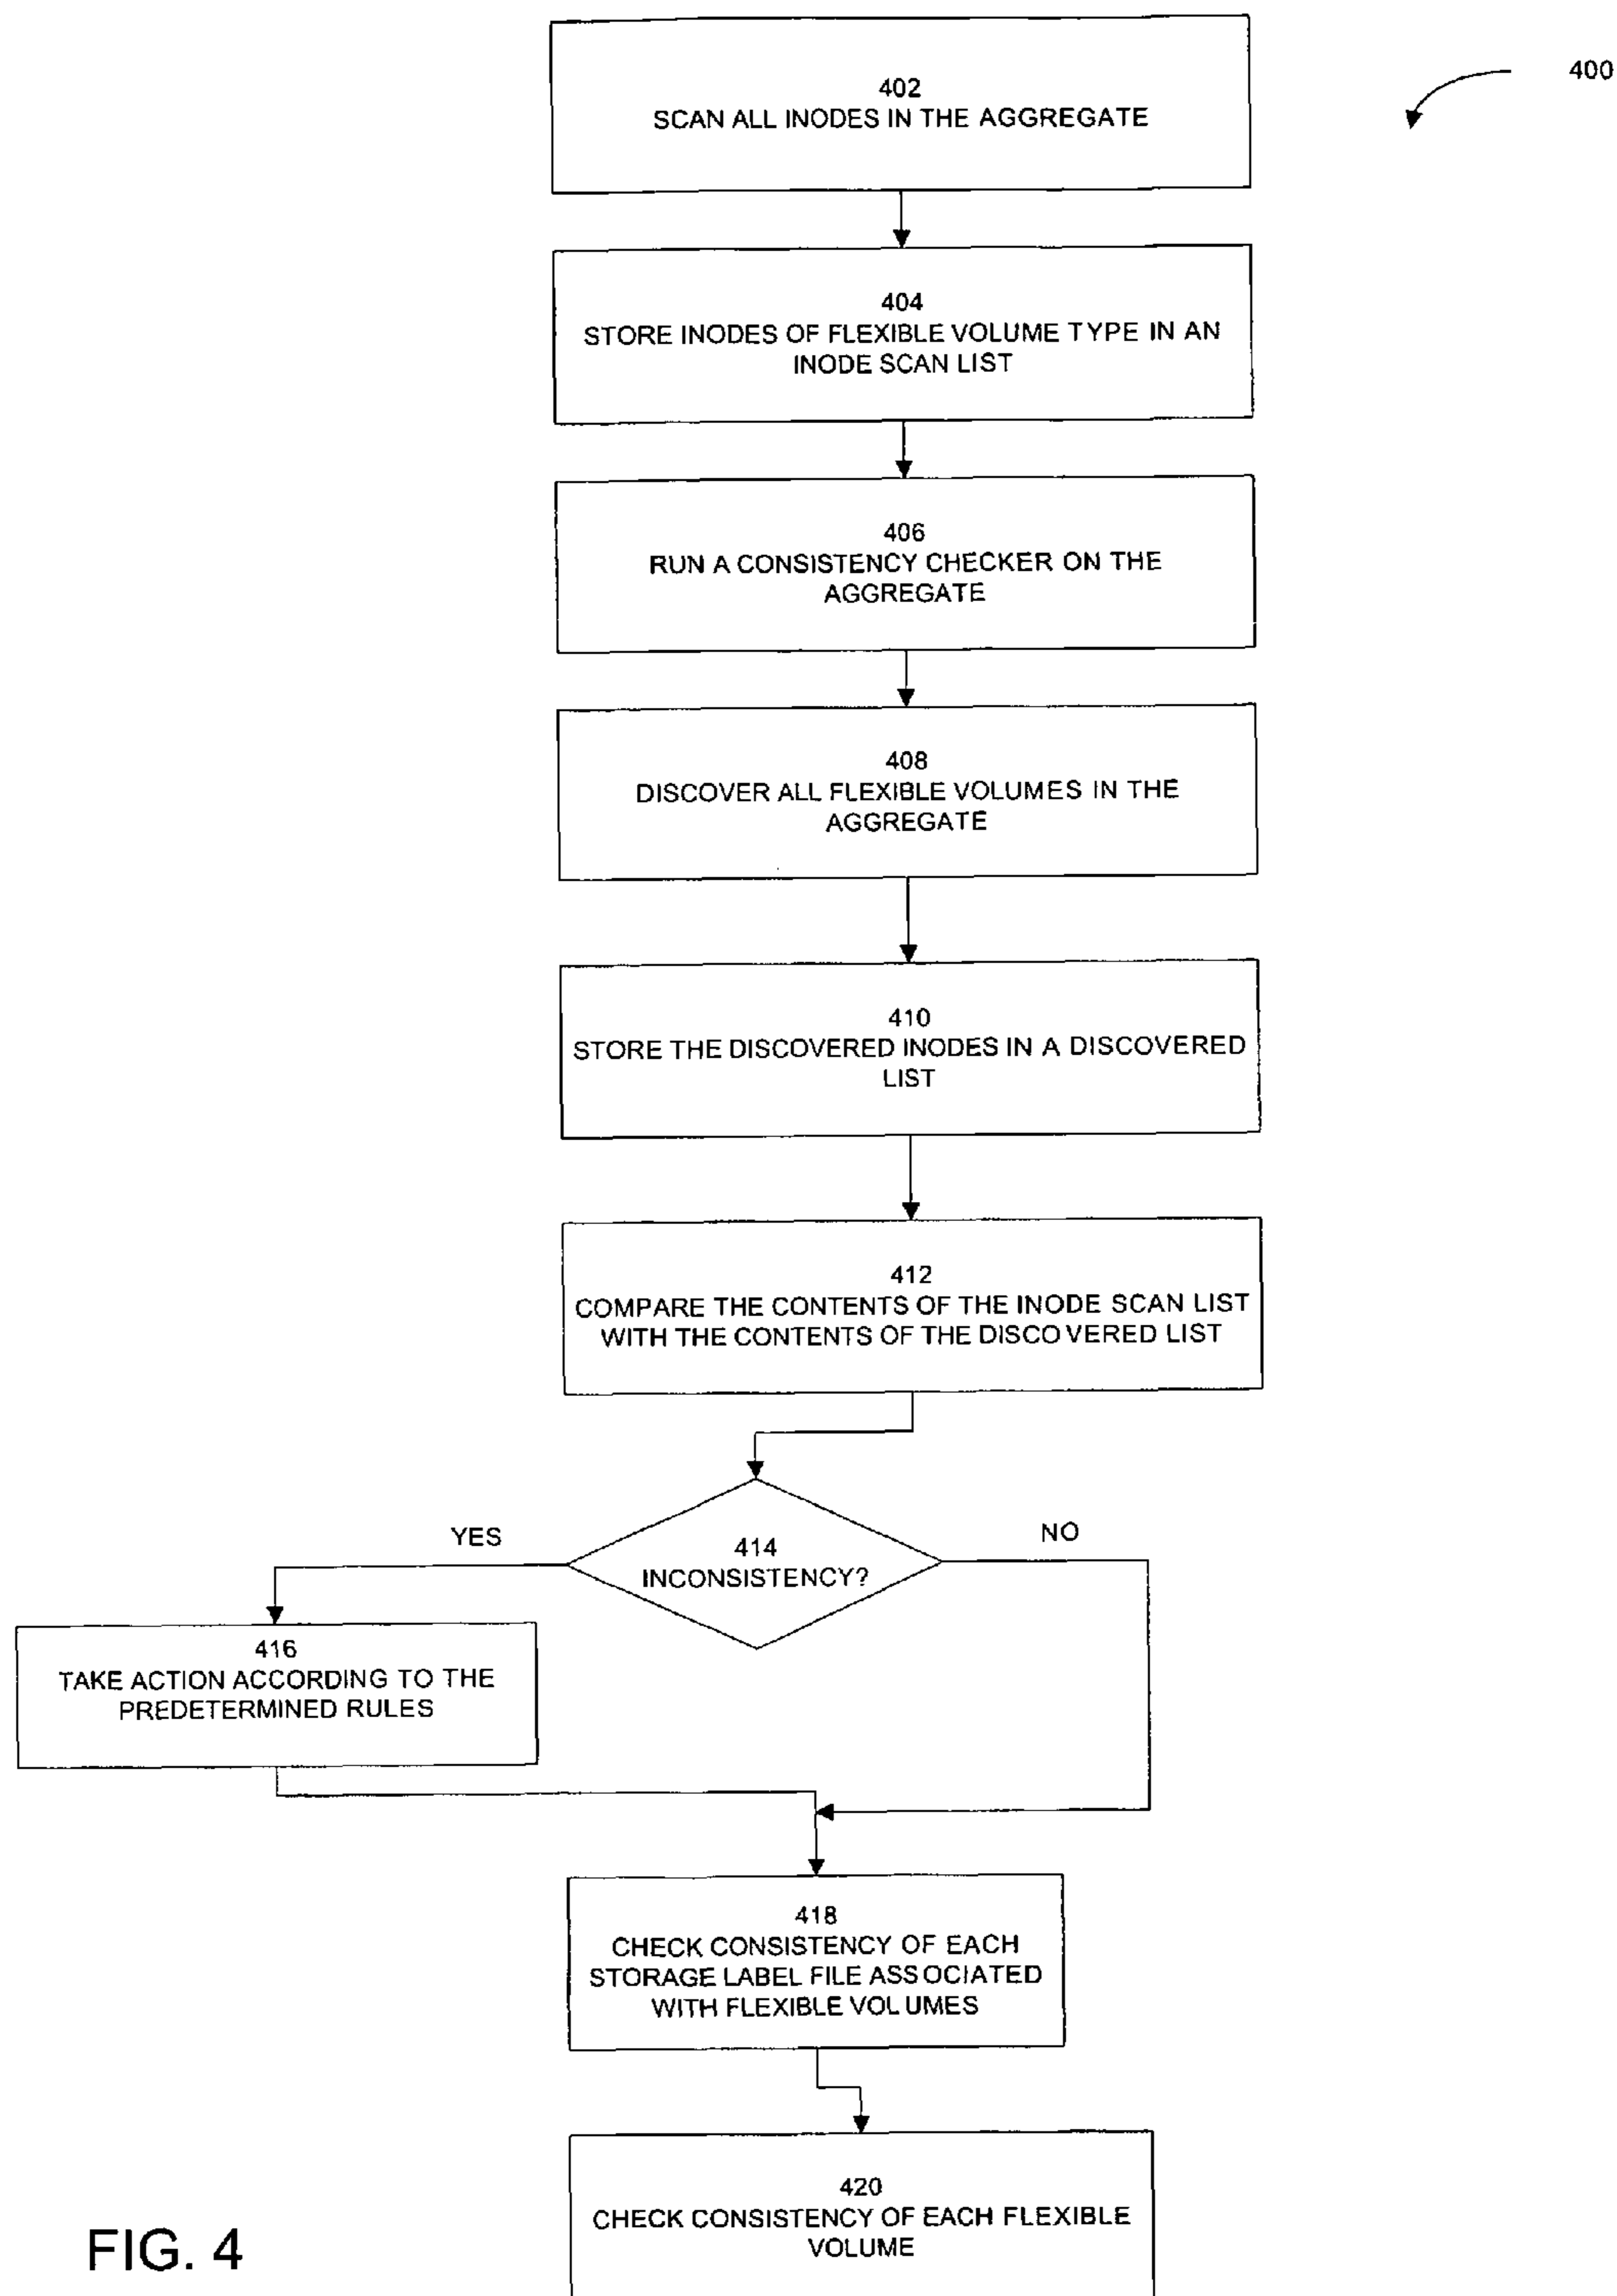 400
402
SCAN ALL INODES IN THE AGGREGATE
404
STORE INODES OF FLEXIBLE VOLUME TYPE IN AN
INODE SCAN LIST
406
RUN A CONSISTENCY CHECKER ON THE
AGGREGATE
408
DISCOVER ALL FLEXIBLE VOLUMES IN THE
AGGREGATE
410
STORE THE DISCOVERED INODES IN A DISCOVERED
LIST
412
COMPARE THE CONTENTS OF THE INODE SCAN LIST
WITH THE CONTENTS OF THE DISCOVERED LIST
YES
NO
414
INCONSISTENCY?
416
TAKE ACTION ACCORDING TO THE
PREDETERMINED RULES
418
CHECK CONSISTENCY OF EACH
STORAGE LABEL FILE ASSOCIATED
WITH FLEXIBLE VOLUMES
420
CHECK CONSISTENCY OF EACH FLEXIBLE
VOLUME
FIG. 4